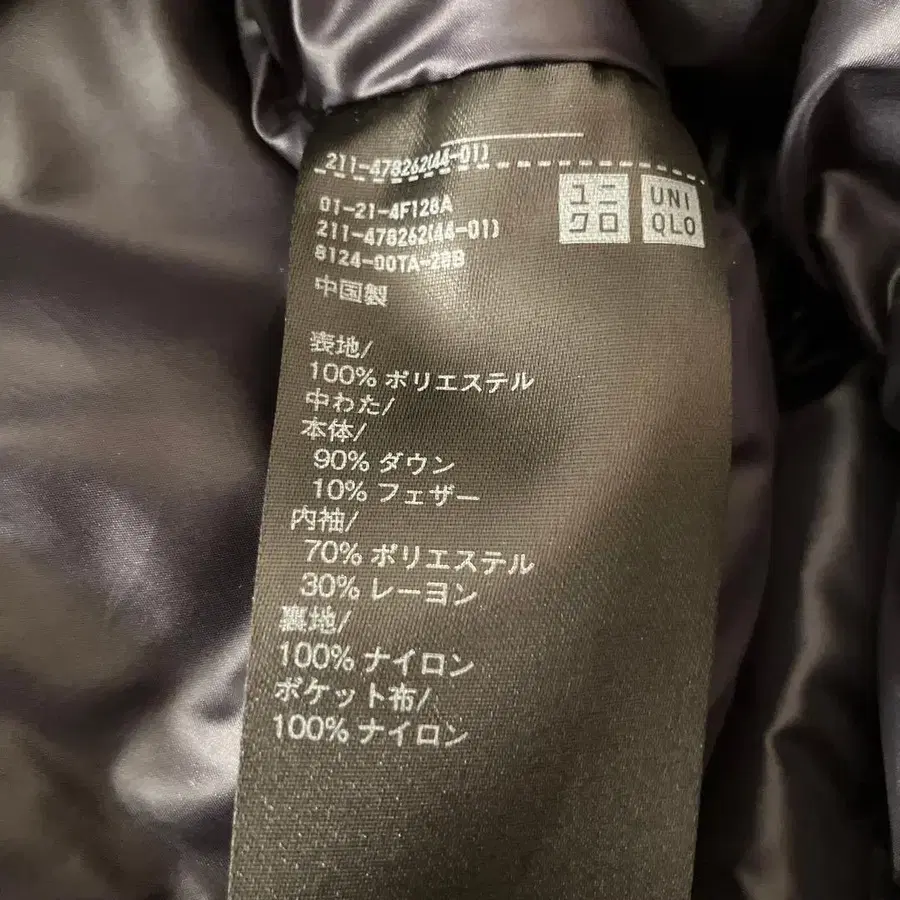 211-478262(44-01)
ユニ
クロ
UNI
QLO
01-21-4F128A
211-478262(44-01)
8124-00TA-28B
中国製
表地/
100% ポリエステル
中わた/
本体/
90% ダウン
10% フェザー
内袖/
70% ポリエステル
30% レーヨン
裏地/
100% ナイロン
ポケット布/
100% ナイロン